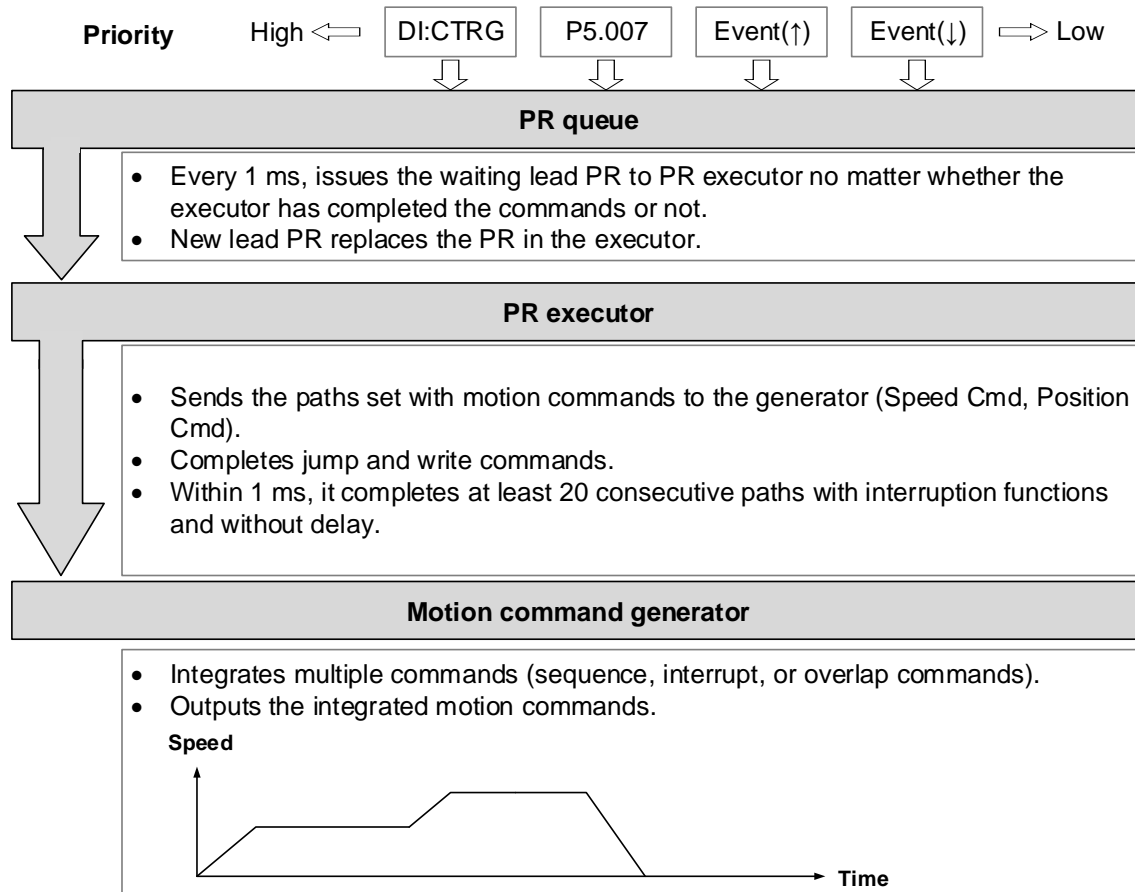 Priority High DI:CTRG P5.007 Event(↑) Event(↓) Low
PR queue
• Every 1 ms, issues the waiting lead PR to PR executor no matter whether the
executor has completed the commands or not.
• New lead PR replaces the PR in the executor.
PR executor
• Sends the paths set with motion commands to the generator (Speed Cmd, Position
Cmd).
• Completes jump and write commands.
• Within 1 ms, it completes at least 20 consecutive paths with interruption functions
and without delay.
Motion command generator
• Integrates multiple commands (sequence, interrupt, or overlap commands).
• Outputs the integrated motion commands.
Speed
Time